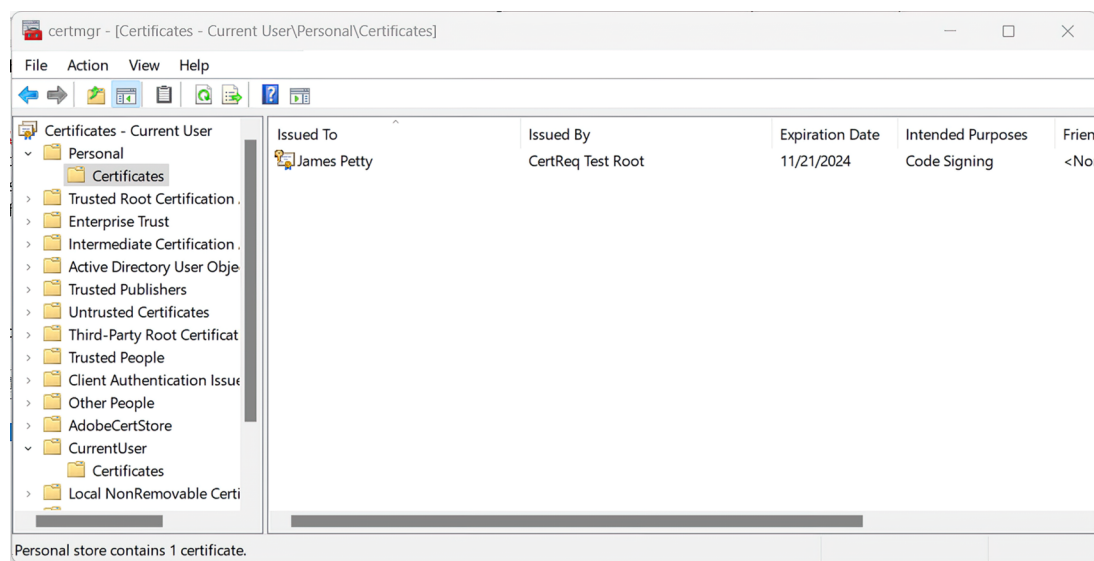 certmgr - [Certificates - Current User\Personal\Certificates]
File Action View Help
Certificates - Current User
Personal
Certificates
Trusted Root Certification
Enterprise Trust
Intermediate Certification
Active Directory User Obje
Trusted Publishers
Untrusted Certificates
Third-Party Root Certificat
Trusted People
Client Authentication Issue
Other People
AdobeCertStore
CurrentUser
Certificates
Local NonRemovable Certi
Issued To Issued By Expiration Date Intended Purposes Frien
James Petty CertReq Test Root 11/21/2024 Code Signing <No
Personal store contains 1 certificate.